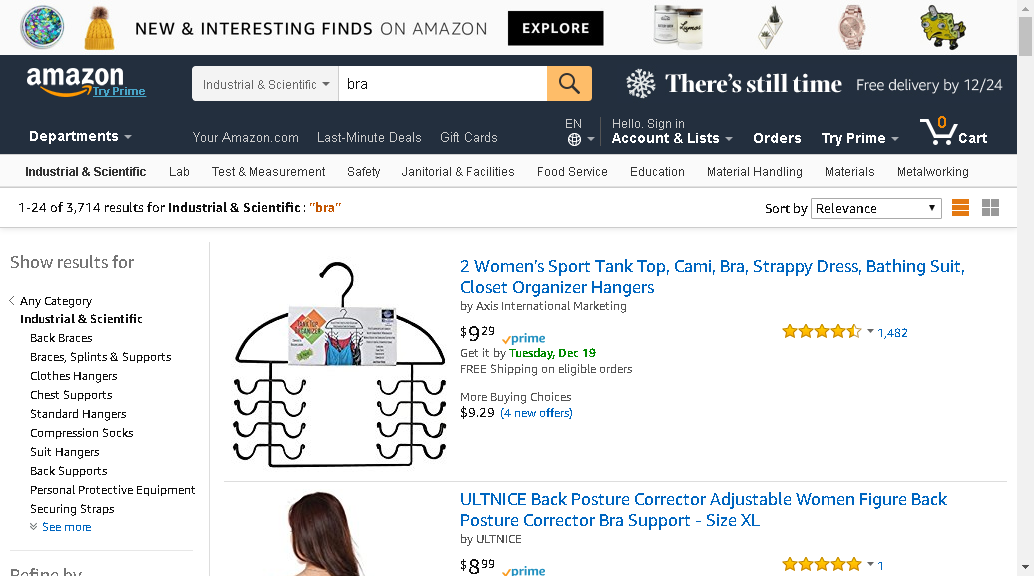 NEW & INTERESTING FINDS ON AMAZON EXPLORE
amazon
Try Prime
Industrial & Scientific bra
There's still time Free delivery by 12/24
Departments
Your Amazon.com Last-Minute Deals Gift Cards
EN
Hello. Sign in
Account & Lists
Orders
Try Prime
0
Cart
Industrial & Scientific Lab Test & Measurement Safety Janitorial & Facilities Food Service Education Material Handling Materials Metalworking
1-24 of 3,714 results for Industrial & Scientific : "bra"
Sort by Relevance
Show results for
Any Category
Industrial & Scientific
Back Braces
Braces, Splints & Supports
Clothes Hangers
Chest Supports
Standard Hangers
Compression Socks
Suit Hangers
Back Supports
Personal Protective Equipment
Securing Straps
See more
Refine by
TANK TOP
ORGANIZER
2 Women's Sport Tank Top, Cami, Bra, Strappy Dress, Bathing Suit,
Closet Organizer Hangers
by Axis International Marketing
$9.29 prime
1,482
Get it by Tuesday, Dec 19
FREE Shipping on eligible orders
More Buying Choices
$9.29 (4 new offers)
ULTNICE Back Posture Corrector Adjustable Women Figure Back
Posture Corrector Bra Support - Size XL
by ULTNICE
$8.99 prime
1